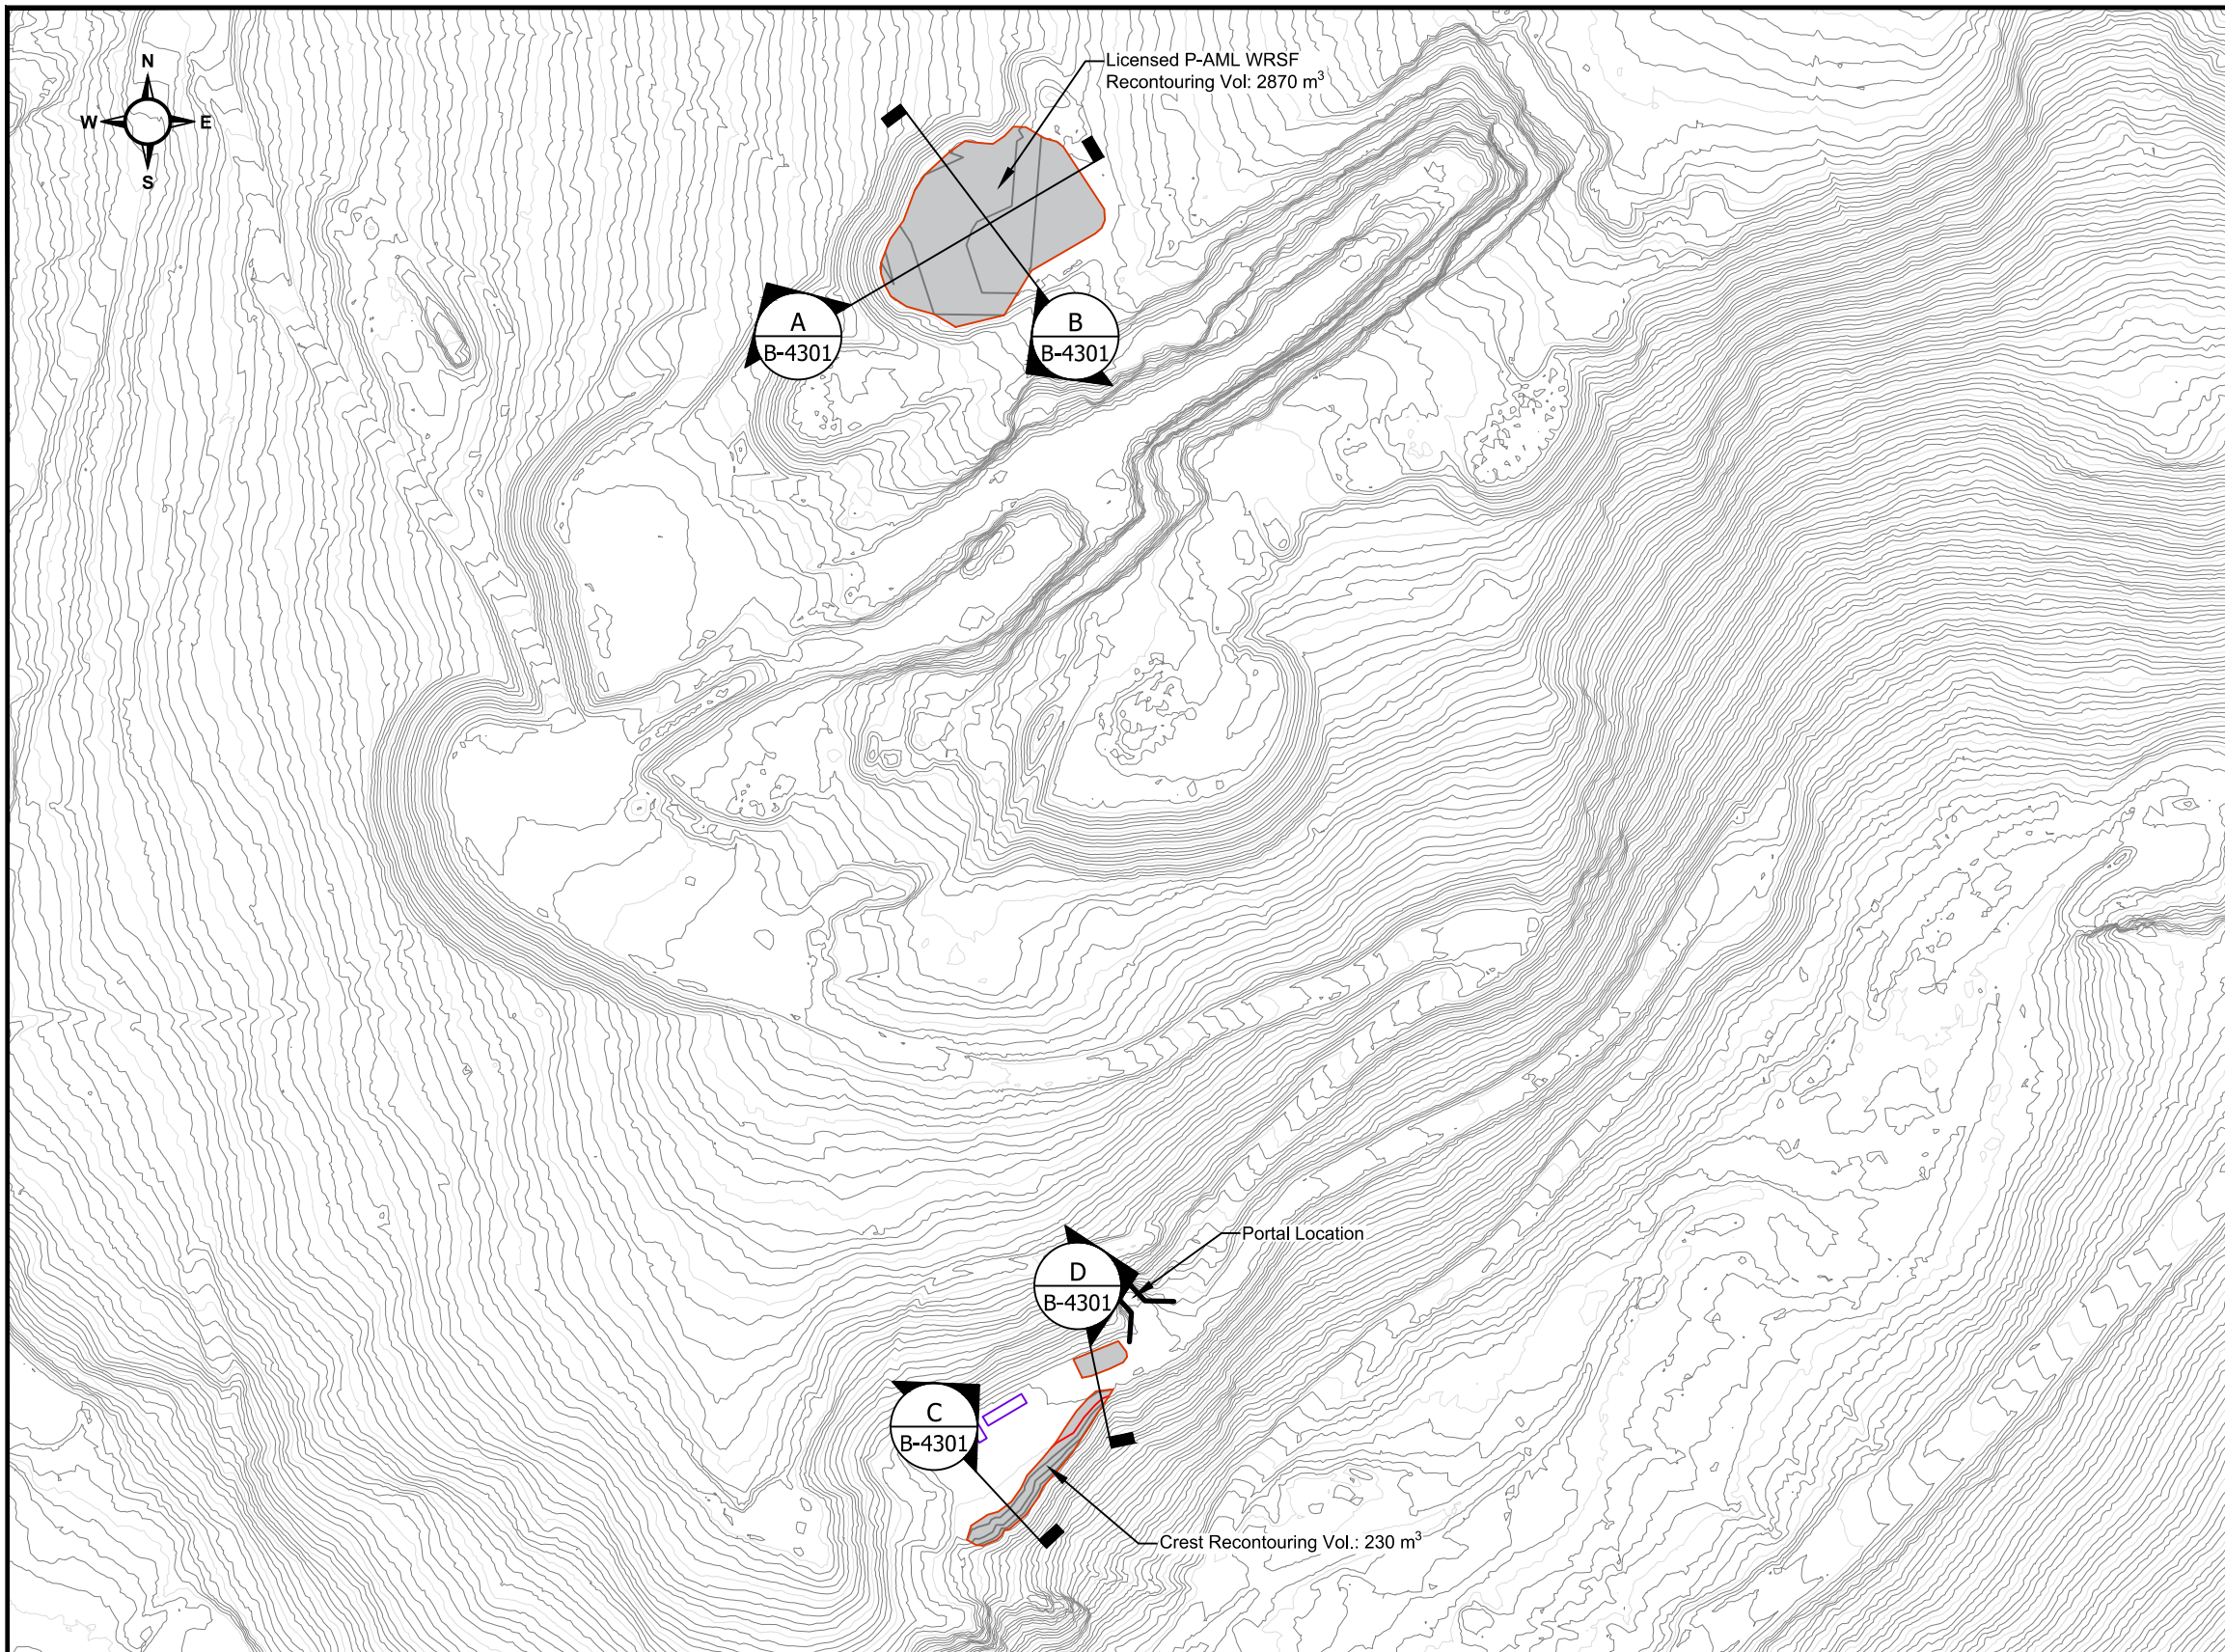 N
W
E
S
Licensed P-AML WRSF
Recontouring Vol: 2870 m³
A
B-4301
B
B-4301
Portal Location
D
B-4301
C
B-4301
Crest Recontouring Vol.: 230 m³